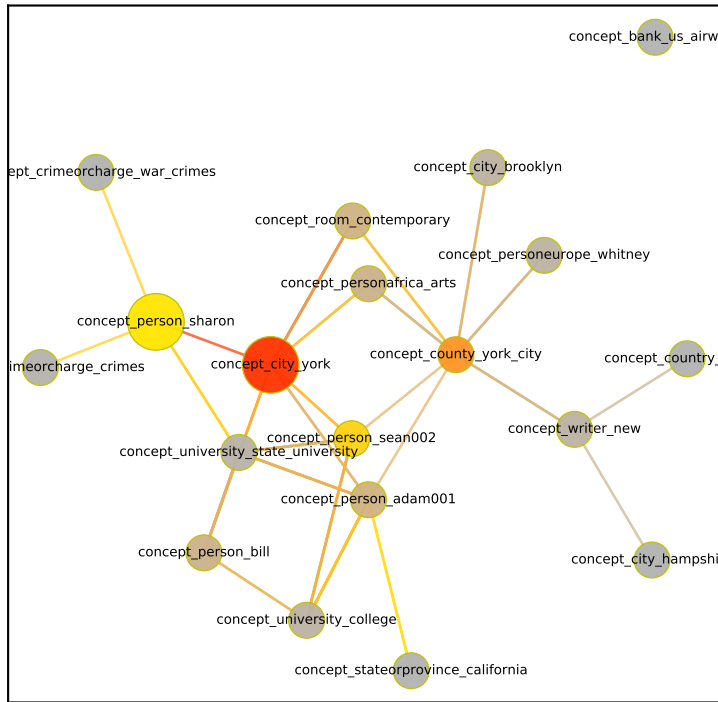 concept_bank_us_airw
concept_city_brooklyn
ept_crimeorcharge_war_crimes
concept_room_contemporary
concept_personeurope_whitney
concept_personafrica_arts
concept_person_sharon
concept_county_york_city
concept_country_
concept_city_york
imeorcharge_crimes
concept_writer_new
concept_person_sean002
concept_university_state_university
concept_person_adam001
concept_person_bill
concept_city_hampshi
concept_university_college
concept_stateorprovince_california